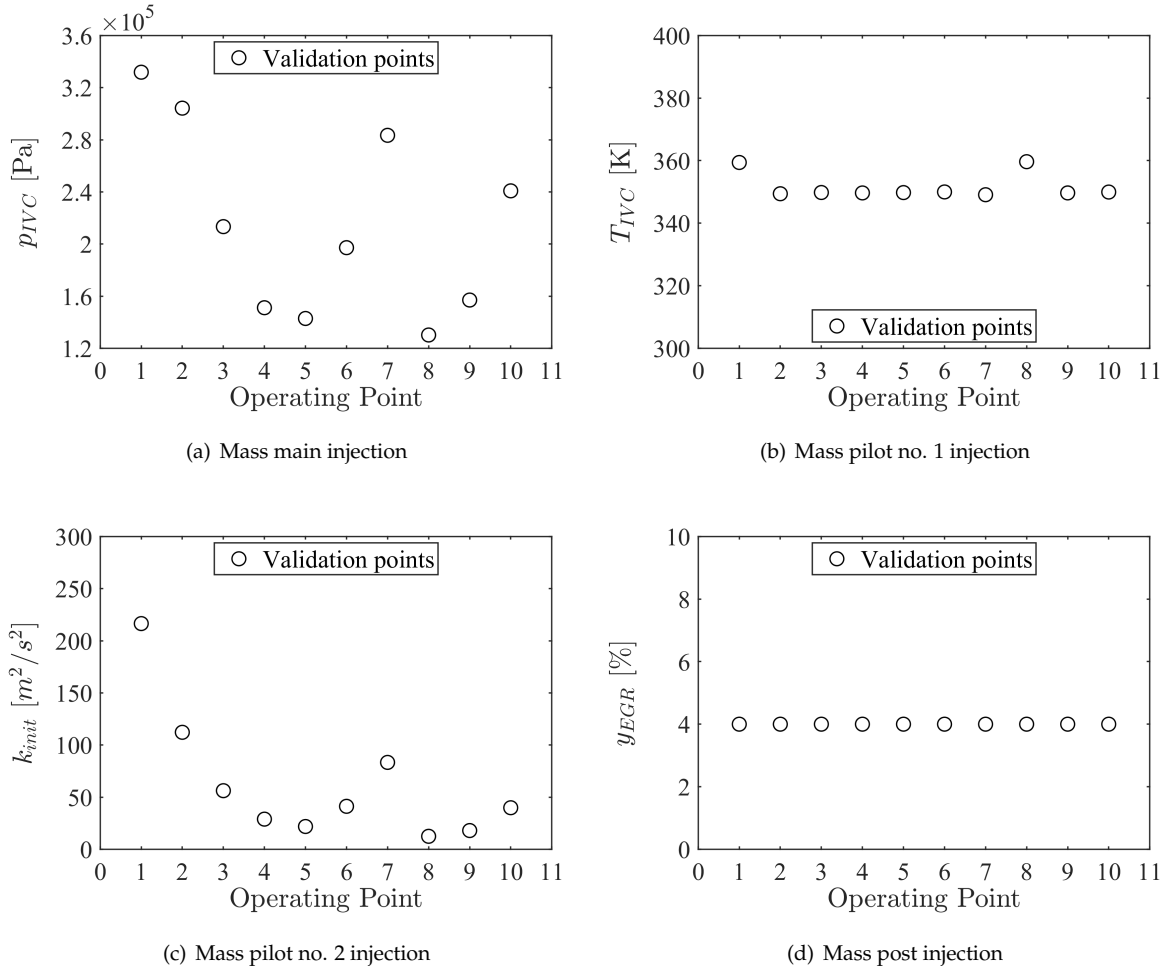 ×10⁵
3.6
3.2
2.8
2.4
2
1.6
1.2
p_IVC [Pa]
Validation points
0 1 2 3 4 5 6 7 8 9 10 11
Operating Point
(a) Mass main injection
400
380
360
340
320
300
T_IVC [K]
Validation points
0 1 2 3 4 5 6 7 8 9 10 11
Operating Point
(b) Mass pilot no. 1 injection
300
250
200
150
100
50
0
k_init [m²/s²]
Validation points
0 1 2 3 4 5 6 7 8 9 10 11
Operating Point
(c) Mass pilot no. 2 injection
10
8
6
4
2
0
y_EGR [%]
Validation points
0 1 2 3 4 5 6 7 8 9 10 11
Operating Point
(d) Mass post injection